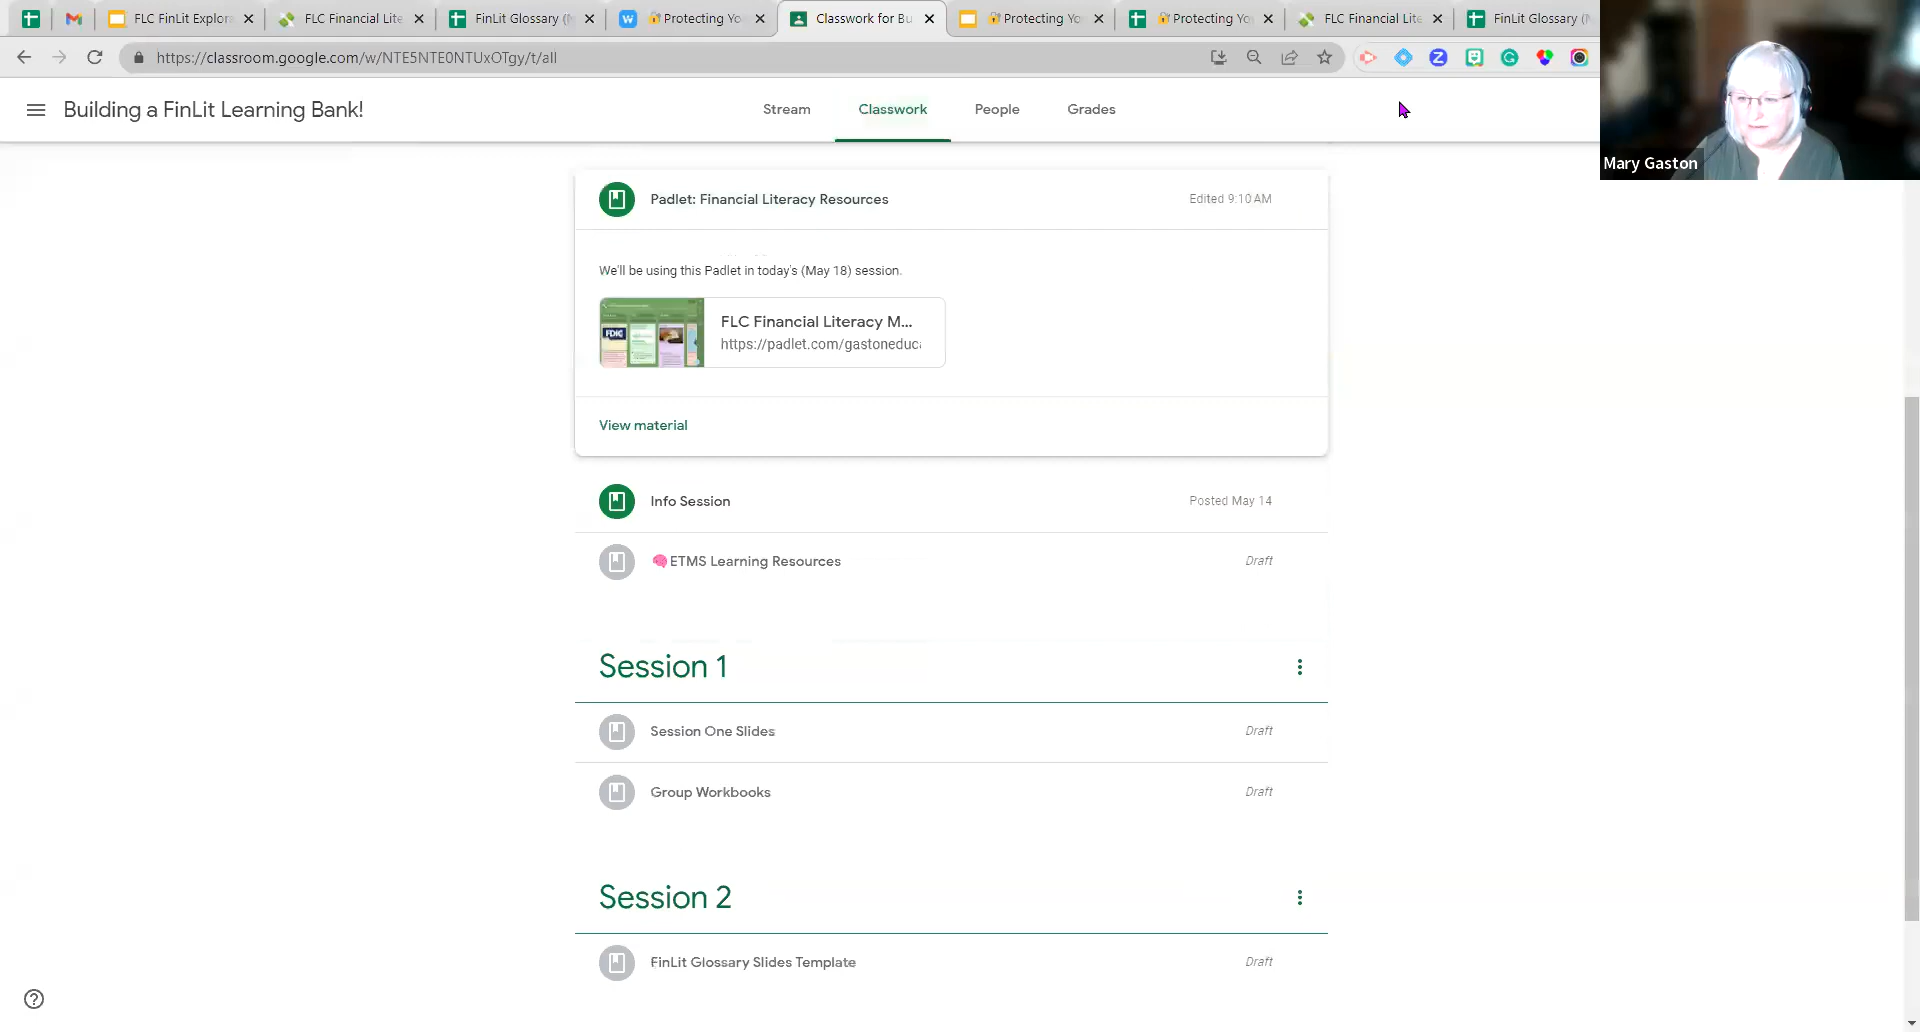 FLC FinLit Explor
FLC Financial Lite
FinLit Glossary (M
Protecting Yo
Classwork for Bu
Protecting Yo
Protecting Yo
FLC Financial Lite
FinLit Glossary (
https://classroom.google.com/w/NTE5NTE0NTUxOTgy/t/all
Building a FinLit Learning Bank!
Stream
Classwork
People
Grades
Mary Gaston
Padlet: Financial Literacy Resources
Edited 9:10 AM
We'll be using this Padlet in today's (May 18) session.
FDIC
FLC Financial Literacy M...
https://padlet.com/gastoneduca
View material
Info Session
Posted May 14
ETMS Learning Resources
Draft
Session 1
Session One Slides
Draft
Group Workbooks
Draft
Session 2
FinLit Glossary Slides Template
Draft